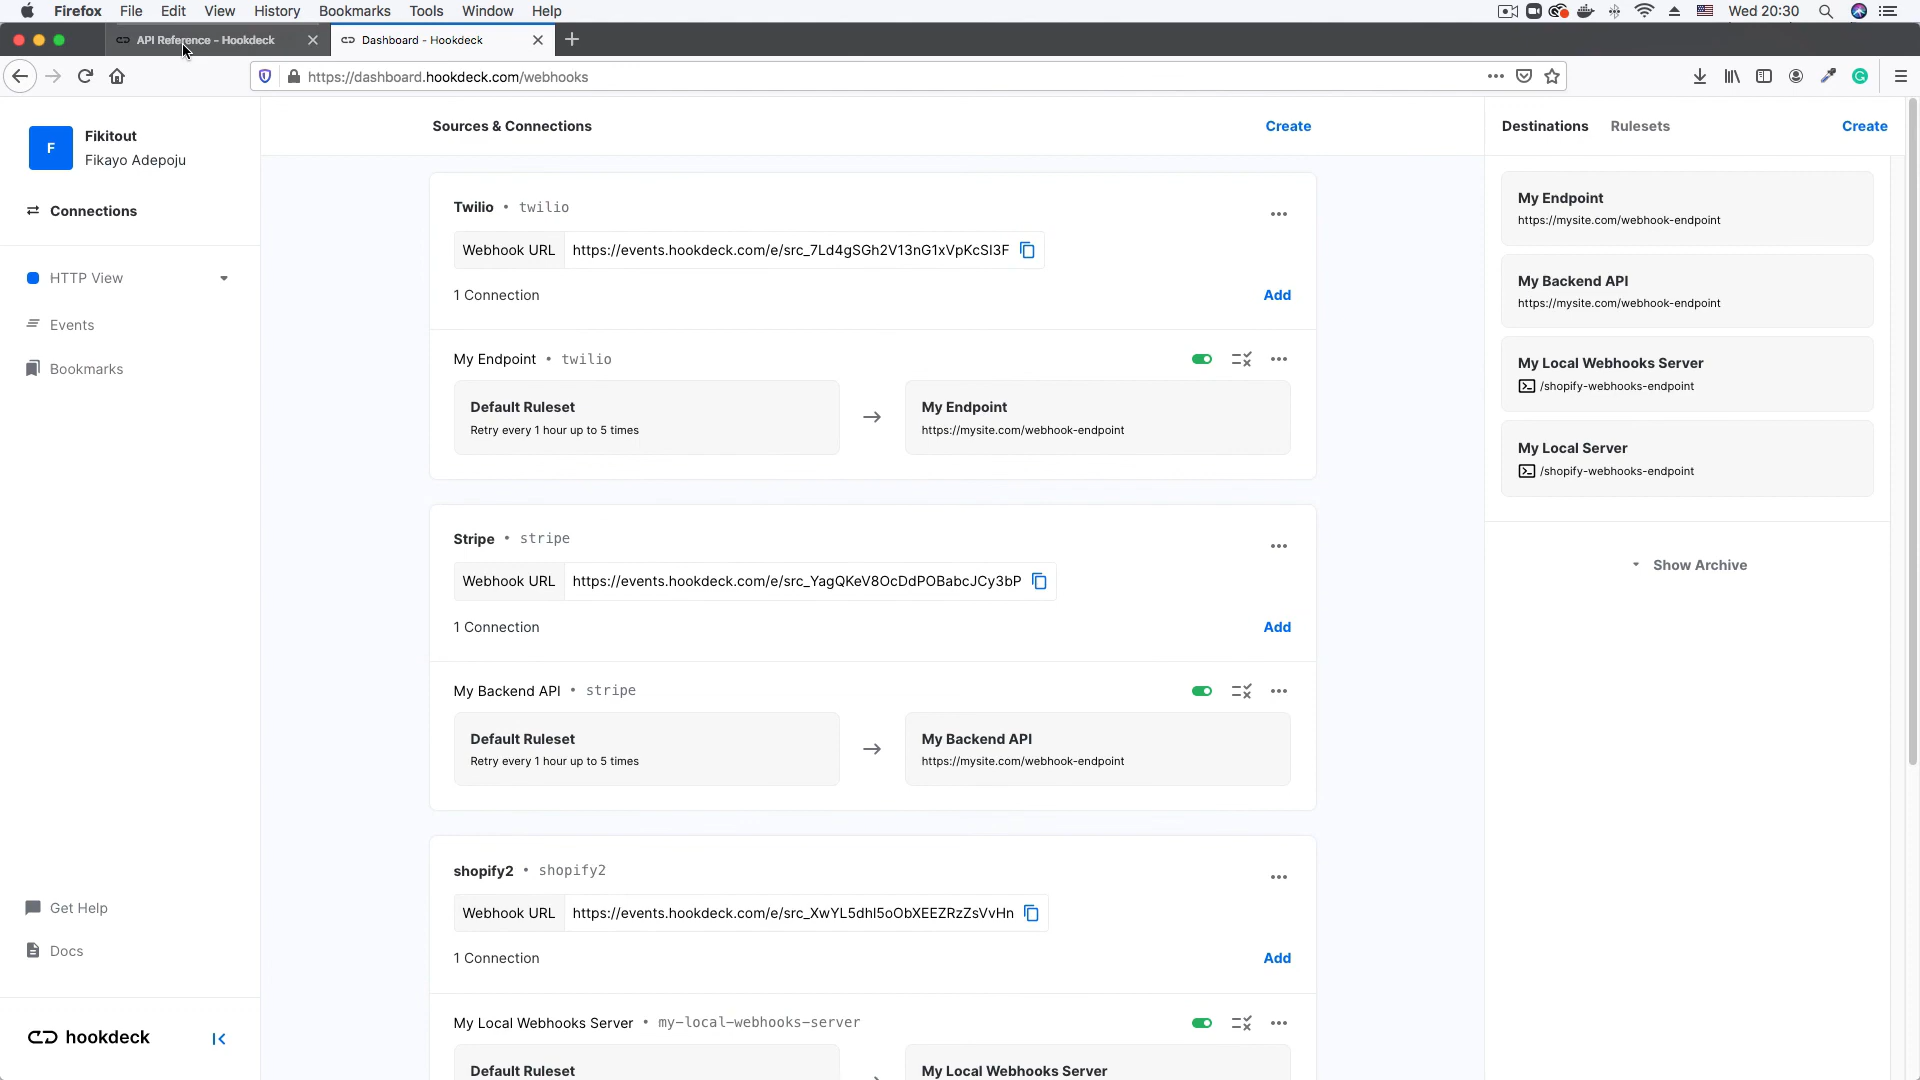 Firefox File Edit View History Bookmarks Tools Window Help Wed 20:30
API Reference - Hookdeck Dashboard - Hookdeck
https://dashboard.hookdeck.com/webhooks
F
Fikitout
Fikayo Adepoju
Connections
HTTP View
Events
Bookmarks
Get Help
Docs
hookdeck
Sources & Connections Create
Twilio • twilio
Webhook URL https://events.hookdeck.com/e/src_7Ld4gSGh2V13nG1xVpKcSI3F
1 Connection Add
My Endpoint • twilio
Default Ruleset
Retry every 1 hour up to 5 times
My Endpoint
https://mysite.com/webhook-endpoint
Stripe • stripe
Webhook URL https://events.hookdeck.com/e/src_YagQKeV8OcDdPOBabcJCy3bP
1 Connection Add
My Backend API • stripe
Default Ruleset
Retry every 1 hour up to 5 times
My Backend API
https://mysite.com/webhook-endpoint
shopify2 • shopify2
Webhook URL https://events.hookdeck.com/e/src_XwYL5dhI5oObXEEZRzZsVvHn
1 Connection Add
My Local Webhooks Server • my-local-webhooks-server
Default Ruleset
My Local Webhooks Server
Destinations Rulesets Create
My Endpoint
https://mysite.com/webhook-endpoint
My Backend API
https://mysite.com/webhook-endpoint
My Local Webhooks Server
/shopify-webhooks-endpoint
My Local Server
/shopify-webhooks-endpoint
Show Archive